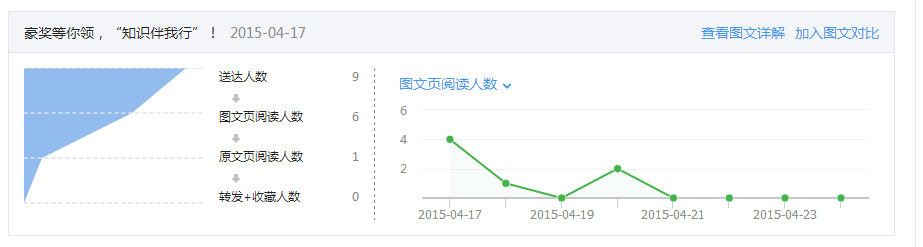 豪奖等你领，“知识伴我行”！ 2015-04-17 查看图文详解 加入图文对比
送达人数 9
图文页阅读人数 6
原文页阅读人数 1
转发+收藏人数 0
图文页阅读人数
6
4
2
2015-04-17 2015-04-19 2015-04-21 2015-04-23